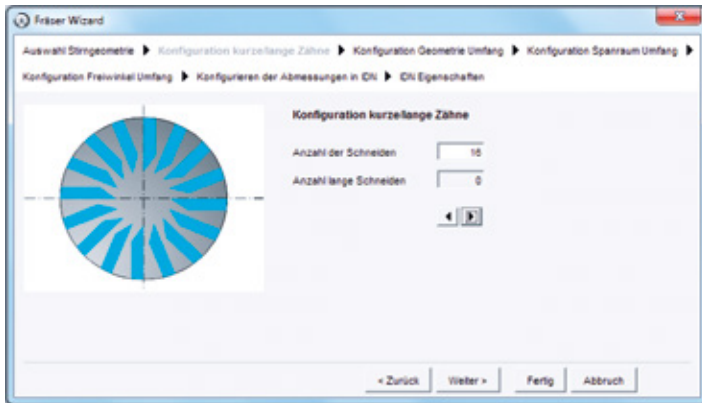 Fräser Wizard
Auswahl Stirngeometrie ▶ Konfiguration kurze/lange Zähne ▶ Konfiguration Geometrie Umfang ▶ Konfiguration Spanraum Umfang ▶
Konfiguration Freiwinkel Umfang ▶ Konfigurieren der Abmessungen in IDN ▶ IDN Eigenschaften
Konfiguration kurze/lange Zähne
Anzahl der Schneiden 16
Anzahl lange Schneiden 0
< Zurück Weiter > Fertig Abbruch